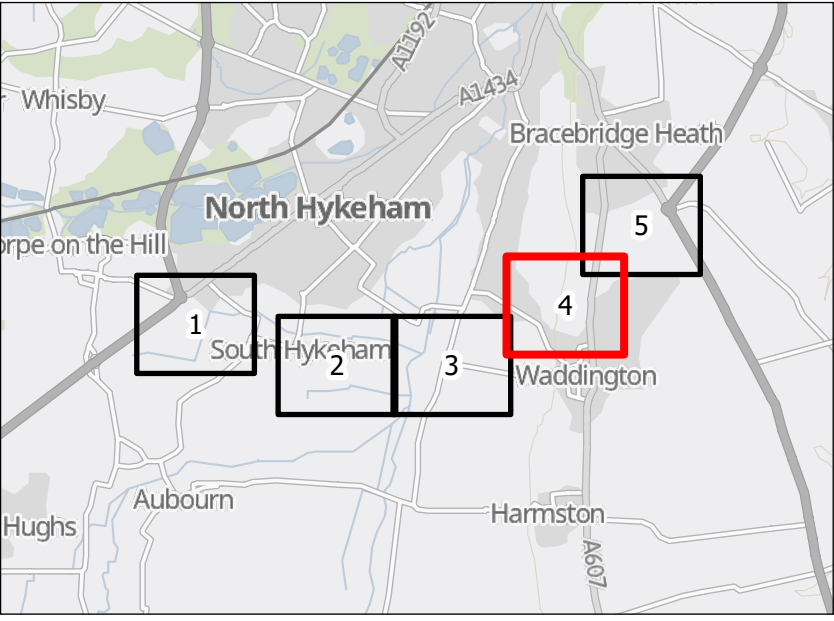 A1192
Whisby
A1434
Bracebridge Heath
North Hykeham
5
orpe on the Hill
4
1
South Hykeham
2
3
Waddington
Aubourn
Harmston
Hughs
A607